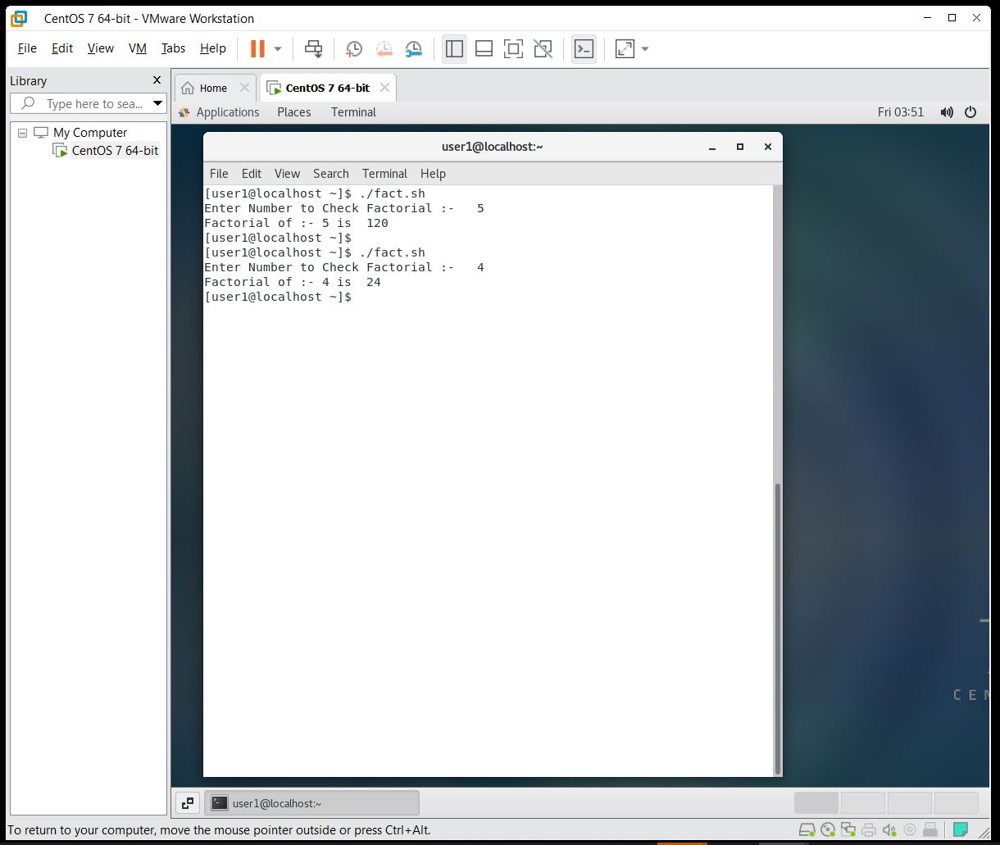 CentOS 7 64-bit - VMware Workstation
File Edit View VM Tabs Help
Library
Home
CentOS 7 64-bit
Type here to sea...
Applications Places Terminal Fri 03:51
My Computer
CentOS 7 64-bit
user1@localhost:~
File Edit View Search Terminal Help
[user1@localhost ~]$ ./fact.sh
Enter Number to Check Factorial :-   5
Factorial of :- 5 is  120
[user1@localhost ~]$
[user1@localhost ~]$ ./fact.sh
Enter Number to Check Factorial :-   4
Factorial of :- 4 is  24
[user1@localhost ~]$
CEN
user1@localhost:~
To return to your computer, move the mouse pointer outside or press Ctrl+Alt.